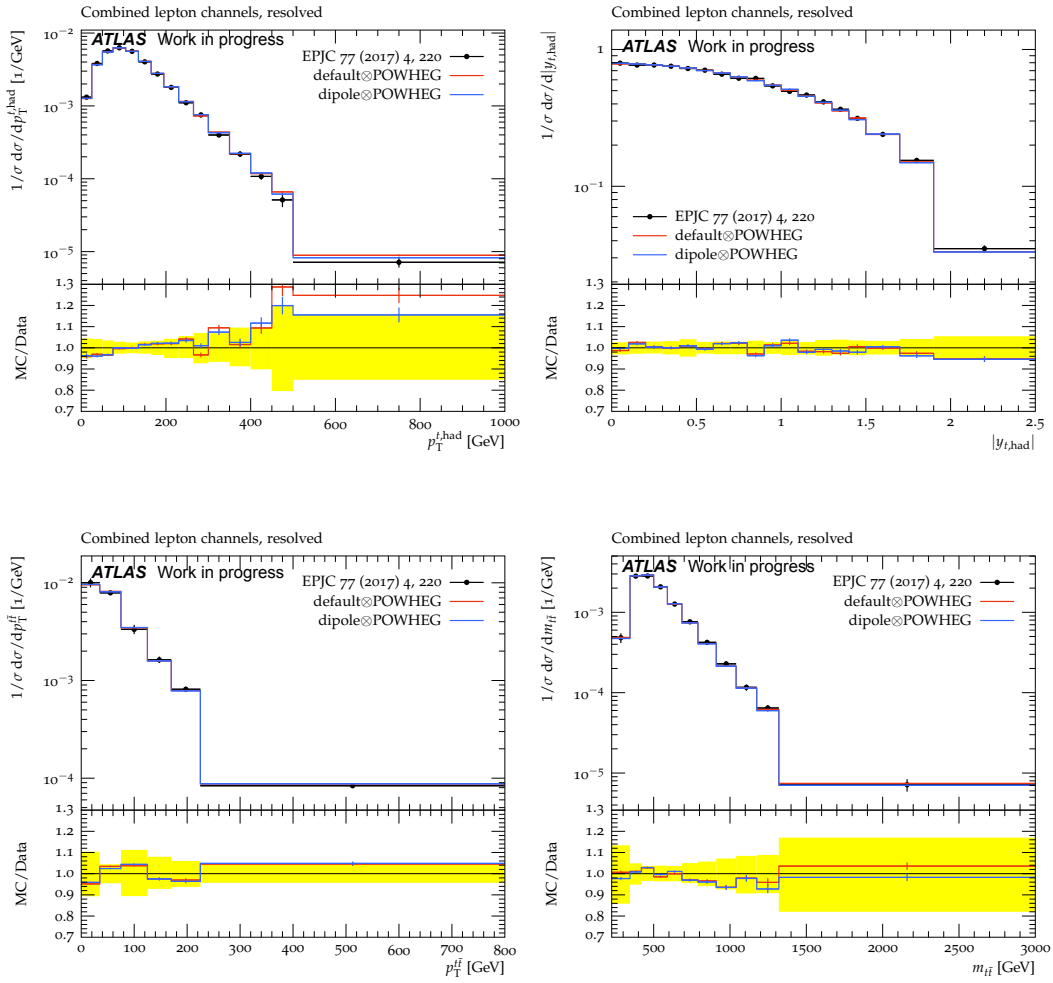 Combined lepton channels, resolved
ATLAS Work in progress
EPJC 77 (2017) 4, 220
default⊗POWHEG
dipole⊗POWHEG
1/σ dσ/dp_T^{t,had} [1/GeV]
10⁻²
10⁻³
10⁻⁴
10⁻⁵
1.3
1.2
1.1
1.0
0.9
0.8
0.7
MC/Data
0 200 400 600 800 1000
p_T^{t,had} [GeV]
Combined lepton channels, resolved
ATLAS Work in progress
1/σ dσ/d|y_{t,had}|
1
10⁻¹
EPJC 77 (2017) 4, 220
default⊗POWHEG
dipole⊗POWHEG
1.3
1.2
1.1
1.0
0.9
0.8
0.7
MC/Data
0 0.5 1 1.5 2 2.5
|y_{t,had}|
Combined lepton channels, resolved
ATLAS Work in progress
EPJC 77 (2017) 4, 220
default⊗POWHEG
dipole⊗POWHEG
1/σ dσ/dp_T^{tt̄} [1/GeV]
10⁻²
10⁻³
10⁻⁴
1.3
1.2
1.1
1.0
0.9
0.8
0.7
MC/Data
0 100 200 300 400 500 600 700 800
p_T^{tt̄} [GeV]
Combined lepton channels, resolved
ATLAS Work in progress
EPJC 77 (2017) 4, 220
default⊗POWHEG
dipole⊗POWHEG
1/σ dσ/dm_{tt̄} [1/GeV]
10⁻³
10⁻⁴
10⁻⁵
1.3
1.2
1.1
1.0
0.9
0.8
0.7
MC/Data
500 1000 1500 2000 2500 3000
m_{tt̄} [GeV]